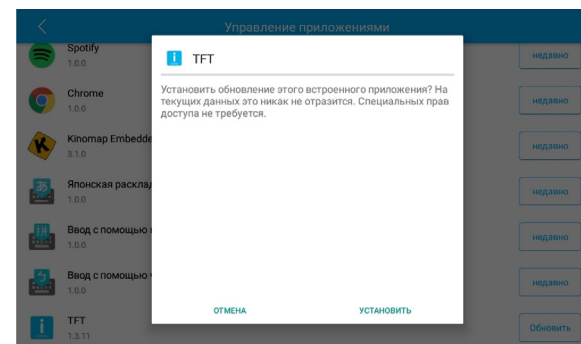 Управление приложениями
Spotify
1.0.0
недавно
TFT
Установить обновление этого встроенного приложения? На
текущих данных это никак не отразится. Специальных прав
доступа не требуется.
Chrome
1.0.0
недавно
Kinomap Embedde
3.1.0
недавно
Японская расклад
1.0.0
недавно
Ввод с помощью
1.0.0
недавно
Ввод с помощью
1.0.0
недавно
ОТМЕНА
УСТАНОВИТЬ
TFT
1.3.11
Обновить